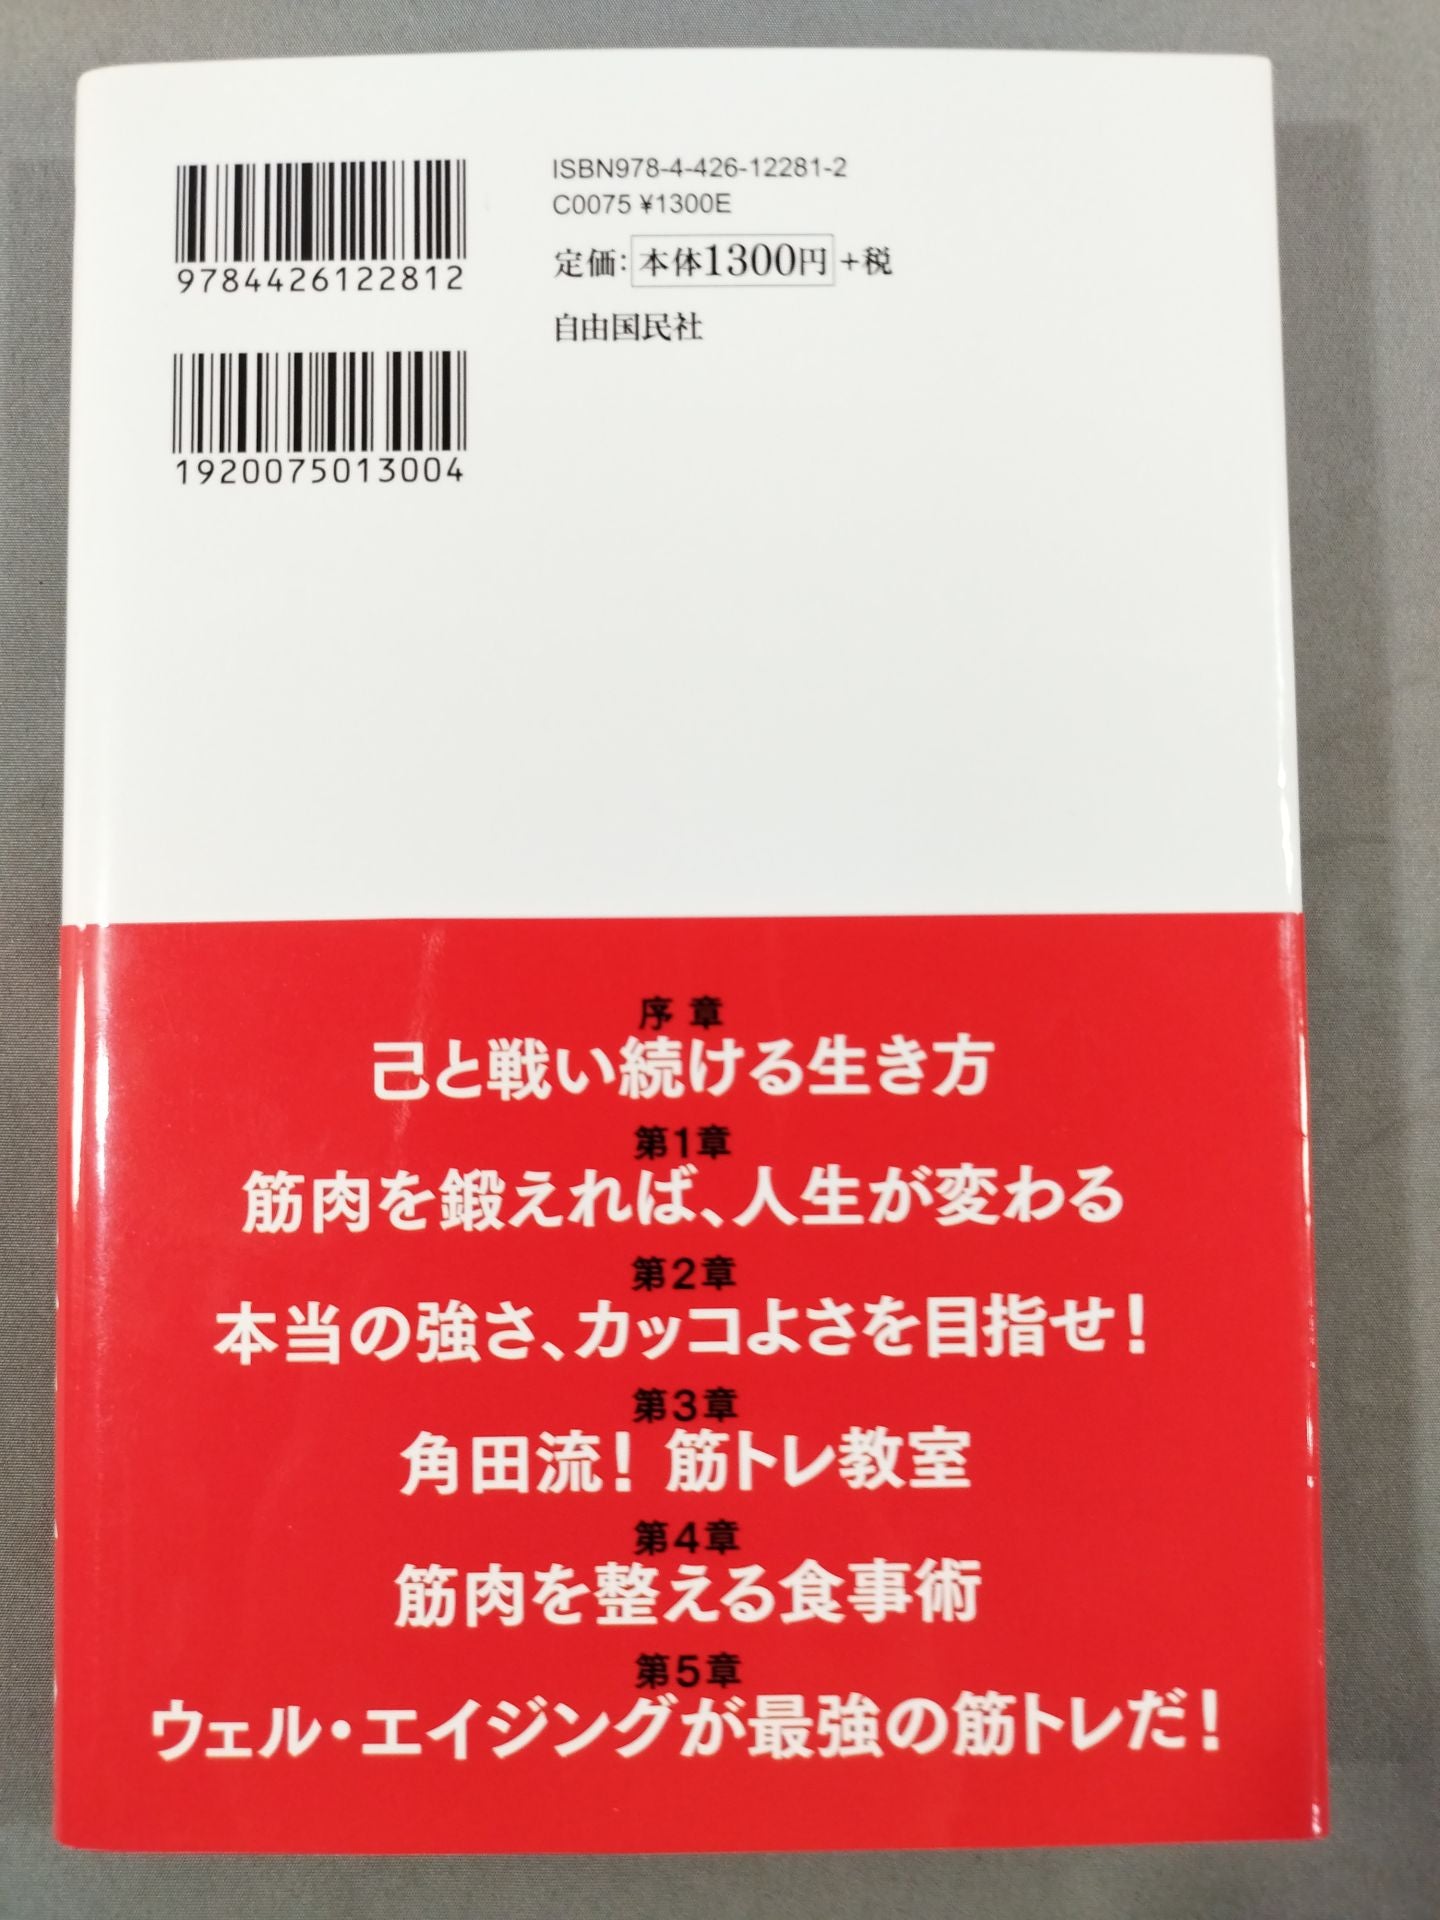 9784426122812
ISBN978-4-426-12281-2
C0075 ¥1300E
定価：本体1300円＋税
自由国民社
1920075013004
序章
己と戦い続ける生き方
第1章
筋肉を鍛えれば、人生が変わる
第2章
本当の強さ、カッコよさを目指せ！
第3章
角田流！ 筋トレ教室
第4章
筋肉を整える食事術
第5章
ウェル・エイジングが最強の筋トレだ！